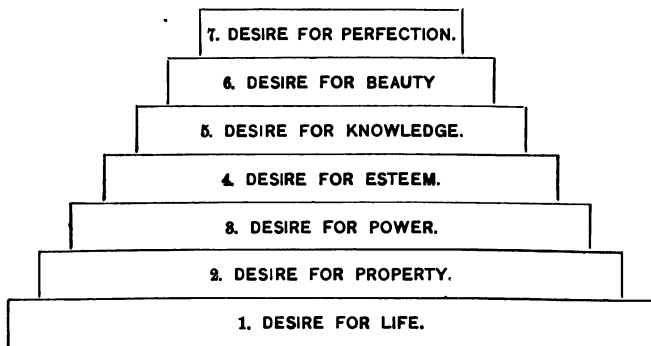 7. DESIRE FOR PERFECTION.
6. DESIRE FOR BEAUTY
5. DESIRE FOR KNOWLEDGE.
4. DESIRE FOR ESTEEM.
8. DESIRE FOR POWER.
2. DESIRE FOR PROPERTY.
1. DESIRE FOR LIFE.